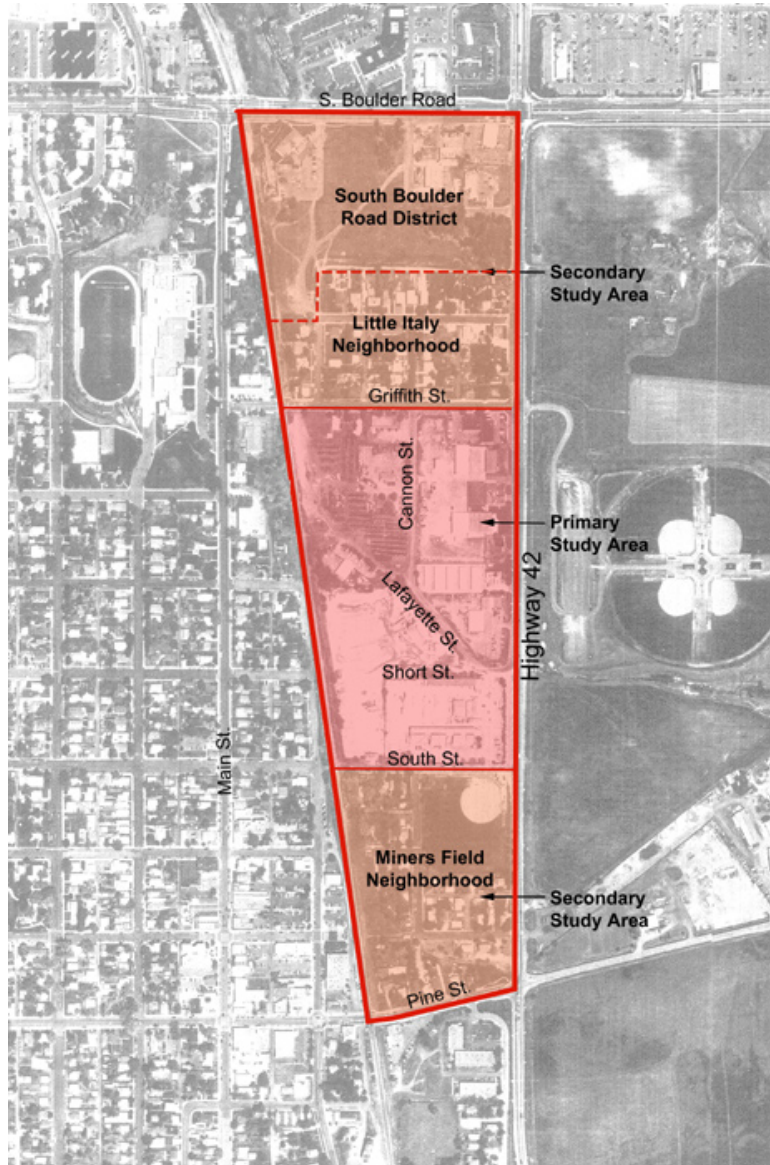 S. Boulder Road
South Boulder
Road District
Secondary
Study Area
Little Italy
Neighborhood
Griffith St.
Cannon St.
Primary
Study Area
Highway 42
Lafayette St.
Short St.
Main St.
South St.
Miners Field
Neighborhood
Secondary
Study Area
Pine St.